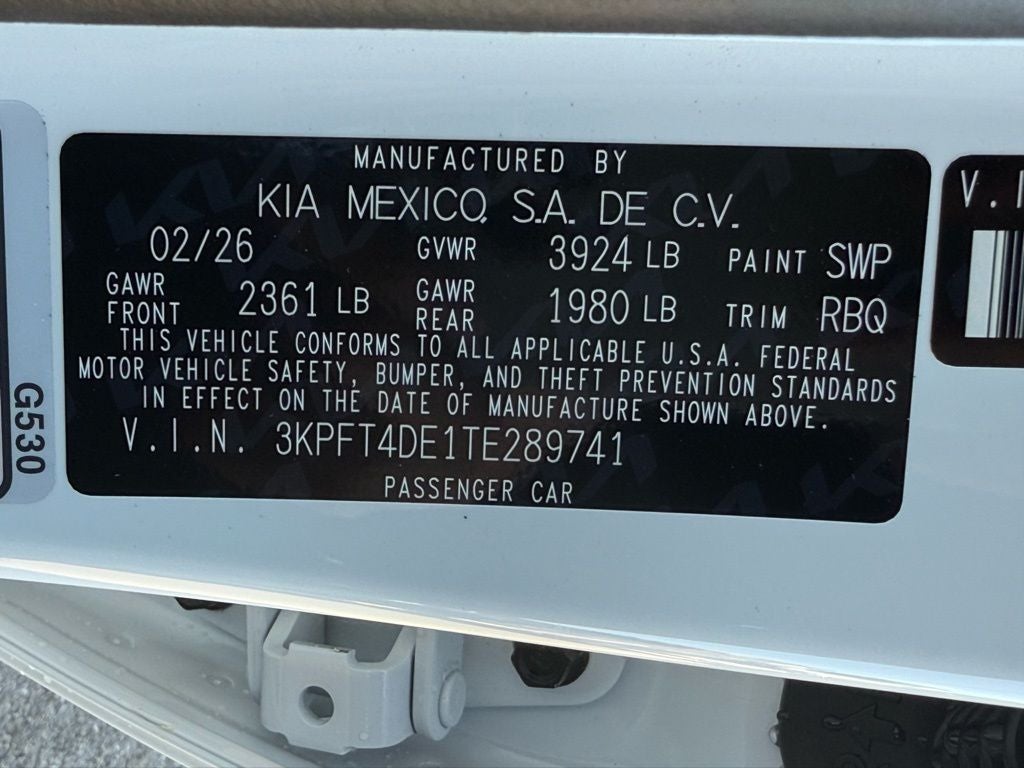 MANUFACTURED BY
KIA MEXICO, S.A. DE C.V.
02/26 GVWR 3924 LB PAINT SWP
GAWR FRONT 2361 LB GAWR REAR 1980 LB TRIM RBQ
THIS VEHICLE CONFORMS TO ALL APPLICABLE U.S.A. FEDERAL
MOTOR VEHICLE SAFETY, BUMPER, AND THEFT PREVENTION STANDARDS
IN EFFECT ON THE DATE OF MANUFACTURE SHOWN ABOVE.
V.I.N. 3KPFT4DE1TE289741
PASSENGER CAR
G530
V.I